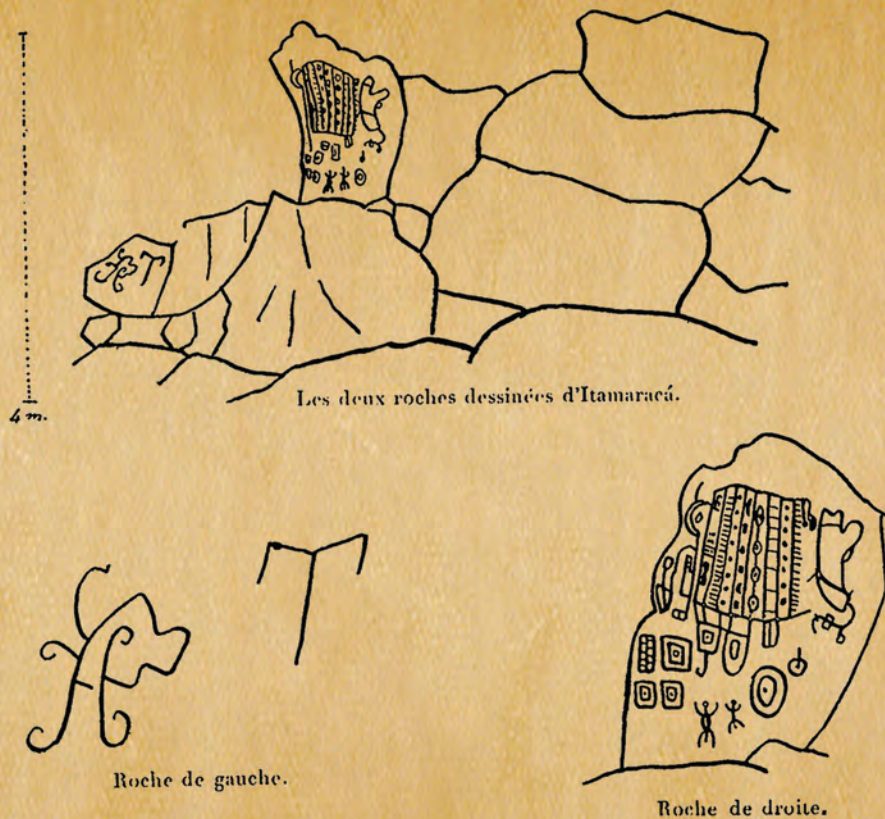 4 m.
Les deux roches dessinées d'Itamaracá.
Roche de gauche.
Roche de droite.